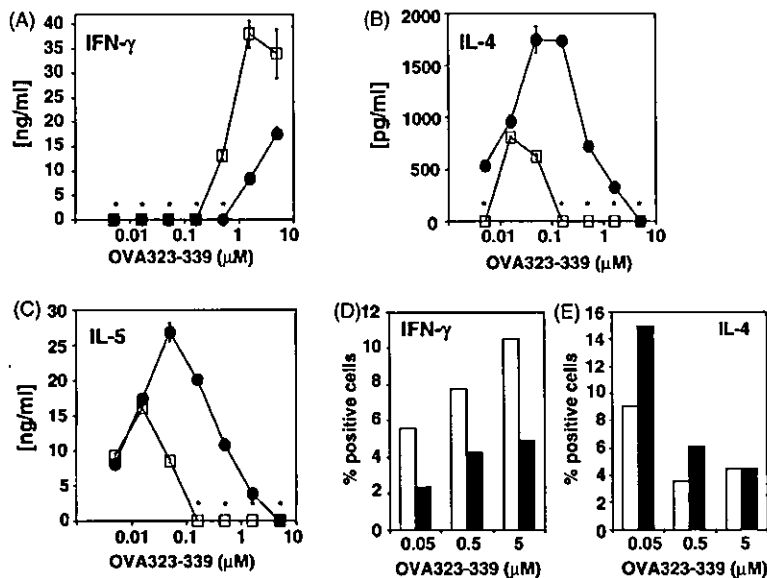 (A)
IFN-γ
[ng/ml]
40
35
30
25
20
15
10
5
0
* * * * *
0.01 0.1 1 10
OVA323-339 (μM)
(B)
IL-4
[pg/ml]
2000
1500
1000
500
0
* * * * *
0.01 0.1 1 10
OVA323-339 (μM)
(C)
IL-5
[ng/ml]
30
25
20
15
10
5
0
* * * *
0.01 0.1 1 10
OVA323-339 (μM)
(D)
IFN-γ
% positive cells
12
10
8
6
4
2
0
0.05 0.5 5
OVA323-339 (μM)
(E)
IL-4
% positive cells
16
14
12
10
8
6
4
2
0
0.05 0.5 5
OVA323-339 (μM)